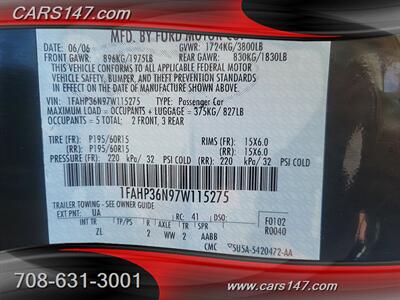 CARS147.com
MFD. BY FORD MOTOR CO.
DATE: 06/06 GVWR: 1724KG/3800LB
FRONT GAWR: 896KG/1975LB REAR GAWR: 830KG/1830LB
THIS VEHICLE CONFORMS TO ALL APPLICABLE FEDERAL MOTOR
VEHICLE SAFETY, BUMPER, AND THEFT PREVENTION STANDARDS
IN EFFECT ON THE DATE OF MANUFACTURE SHOWN ABOVE.
VIN: 1FAHP36N97W115275 TYPE: Passenger Car
MAXIMUM LOAD = OCCUPANTS + LUGGAGE = 375KG/ 827LB
OCCUPANTS = 5 TOTAL: 2 FRONT, 3 REAR
TIRE (FR): P195/60R15 RIMS (FR): 15X6.0
(RR): P195/60R15 (RR): 15X6.0
PRESSURE (FR): 220 kPa/ 32 PSI COLD (RR): 220 kPa/ 32 PSI COLD
1FAHP36N97W115275
TRAILER TOWING - SEE OWNER GUIDE
EXT PNT: UA RC: 41 DSO: F0102
INT TR TP/PS R AXLE TR SPR R0040
ZL 2 WW 2 AABB
CMC 5U5A-5420472-AA
708-631-3001 CARS147.com